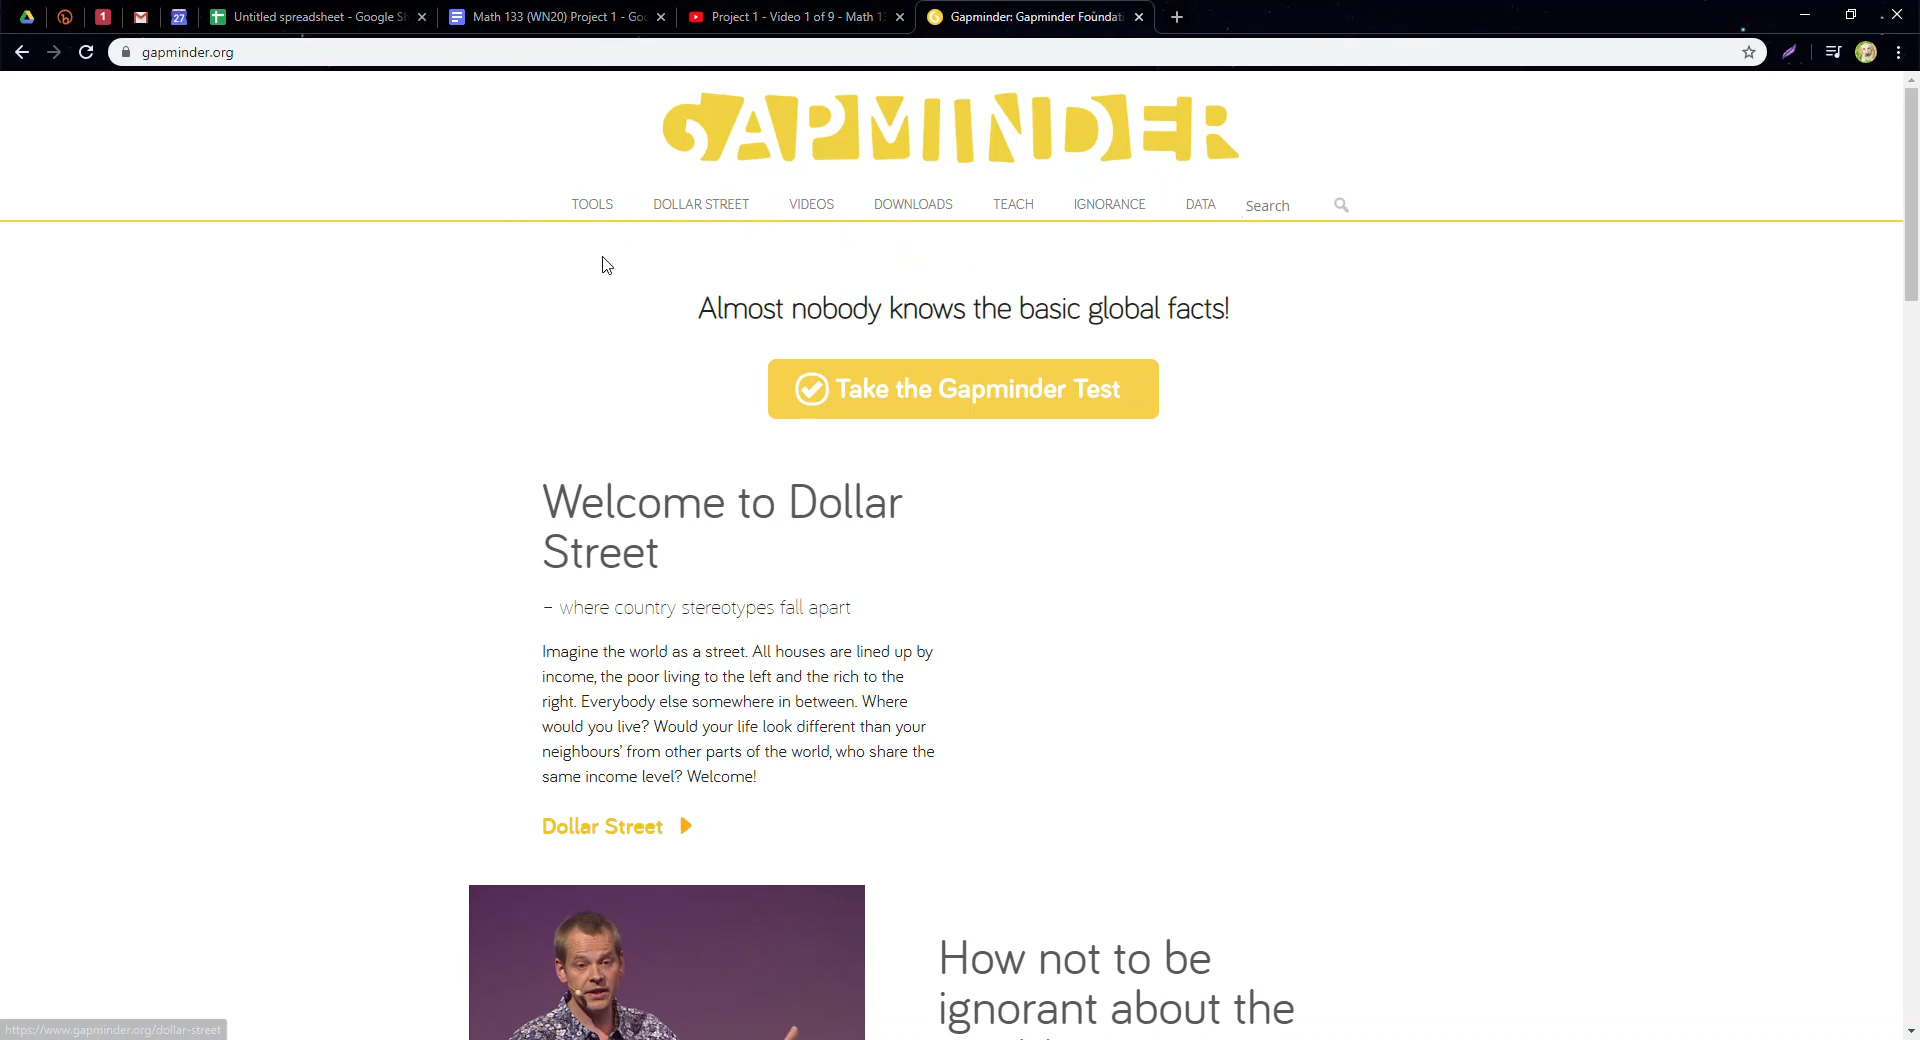 1
27
Untitled spreadsheet - Google S
Math 133 (WN20) Project 1 - Goo
Project 1 - Video 1 of 9 - Math 13
Gapminder: Gapminder Foundati
gapminder.org
GAPMINDER
TOOLS DOLLAR STREET VIDEOS DOWNLOADS TEACH IGNORANCE DATA Search
Almost nobody knows the basic global facts!
Take the Gapminder Test
Welcome to Dollar
Street
– where country stereotypes fall apart
Imagine the world as a street. All houses are lined up by
income, the poor living to the left and the rich to the
right. Everybody else somewhere in between. Where
would you live? Would your life look different than your
neighbours’ from other parts of the world, who share the
same income level? Welcome!
Dollar Street
How not to be
ignorant about the
https://www.gapminder.org/dollar-street